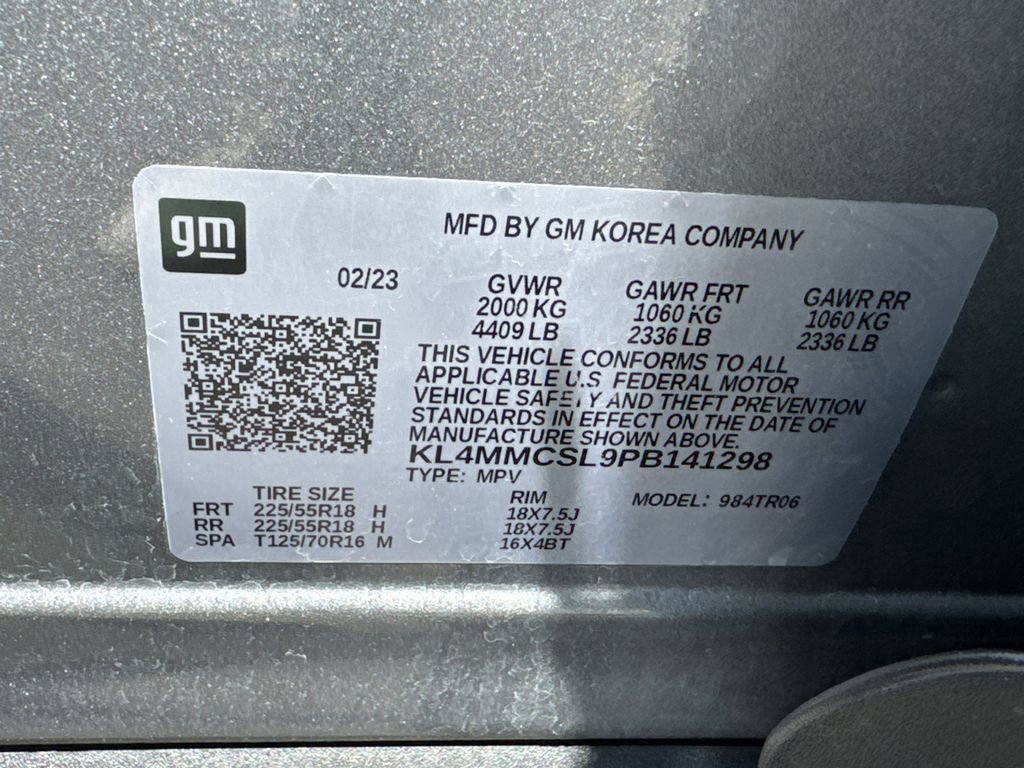 gm
MFD BY GM KOREA COMPANY
02/23
GVWR
2000 KG
4409 LB
GAWR FRT
1060 KG
2336 LB
GAWR RR
1060 KG
2336 LB
THIS VEHICLE CONFORMS TO ALL
APPLICABLE U.S FEDERAL MOTOR
VEHICLE SAFETY AND THEFT PREVENTION
STANDARDS IN EFFECT ON THE DATE OF
MANUFACTURE SHOWN ABOVE.
KL4MMCSL9PB141298
TYPE: MPV
MODEL: 984TR06
TIRE SIZE RIM
FRT 225/55R18 H 18X7.5J
RR 225/55R18 H 18X7.5J
SPA T125/70R16 M 16X4BT